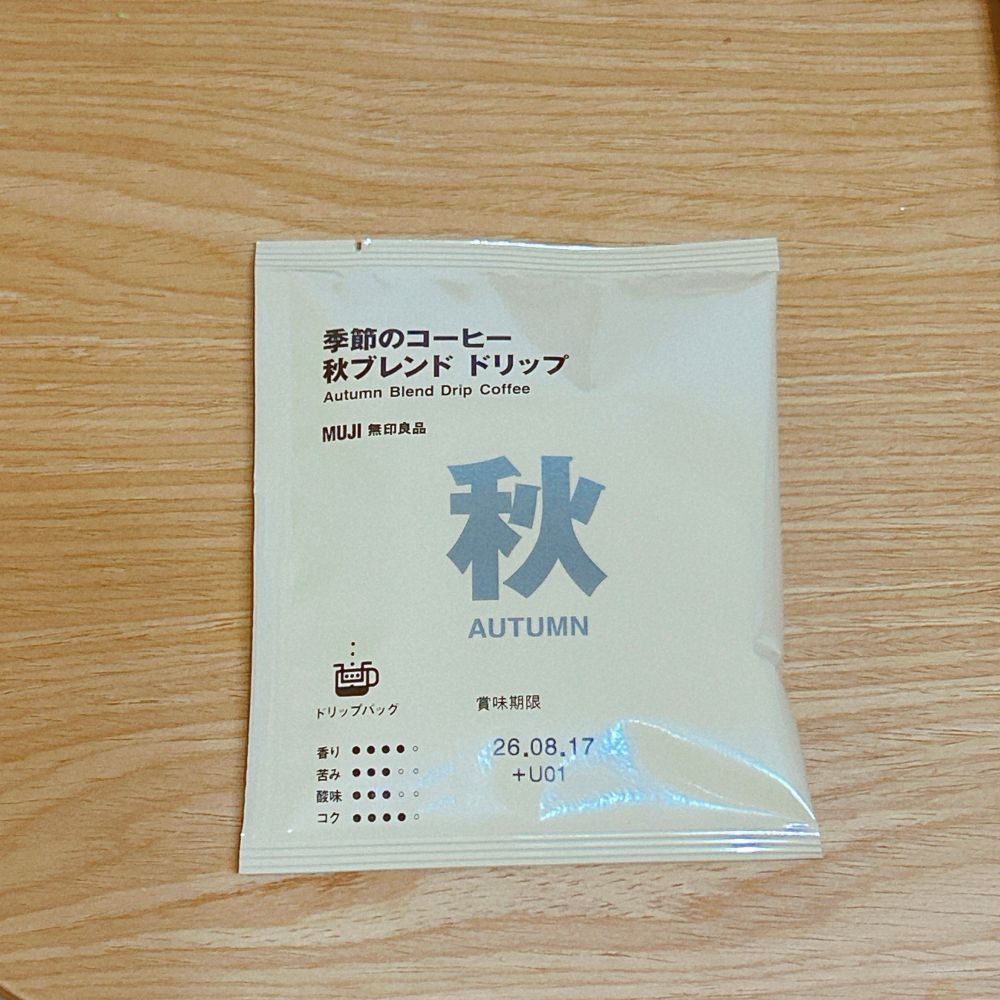 季節のコーヒー
秋ブレンド ドリップ
Autumn Blend Drip Coffee
MUJI 無印良品
秋
AUTUMN
ドリップバッグ
賞味期限
26.08.17
+U01
香り ●●●●○
苦み ●●●○○
酸味 ●●●○○
コク ●●●●○